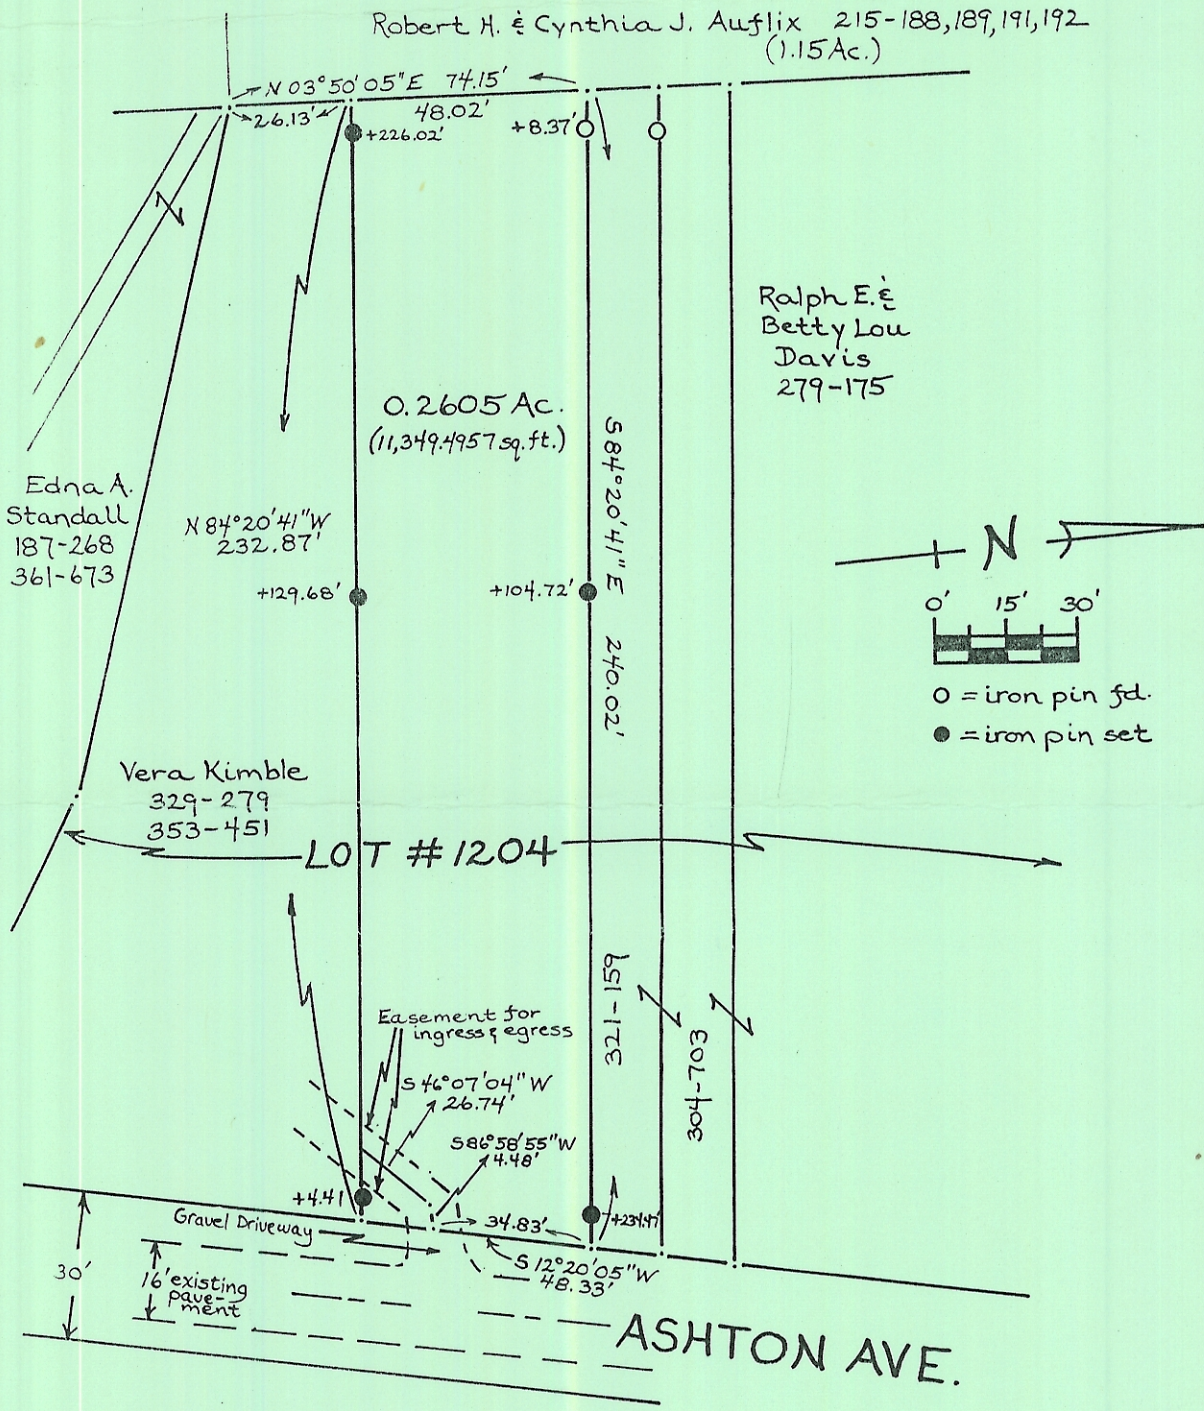 Robert H. & Cynthia J. Auflix 215-188,189,191,192
(1.15 Ac.)
N 03°50'05"E 74.15'
26.13'
48.02'
+226.02'
+8.37'
Ralph E. &
Betty Lou
Davis
279-175
0.2605 Ac.
(11,349.4957 sq.ft.)
S 84°20'41"E 240.02'
Edna A.
Standall
187-268
361-673
N 84°20'41"W
232.87'
+129.68'
+104.72'
N
0' 15' 30'
= iron pin fd.
= iron pin set
Vera Kimble
329-279
353-451
LOT #1204
321-159
304-703
Easement for
ingress & egress
S 46°07'04"W
26.74'
S 86°58'55"W
4.48'
+4.41
34.83'
+234.47'
Gravel Driveway
S 12°20'05"W
48.33'
30'
16' existing
pave-
ment
ASHTON AVE.